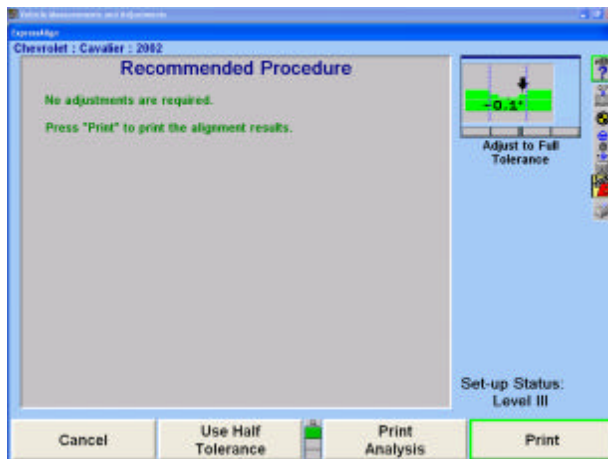 Vehicle Measurements and Adjustments
ExpressAlign
Chevrolet : Cavalier : 2002
Recommended Procedure
No adjustments are required.
Press "Print" to print the alignment results.
-0.1°
Adjust to Full
Tolerance
Set-up Status:
Level III
Cancel
Use Half
Tolerance
Print
Analysis
Print